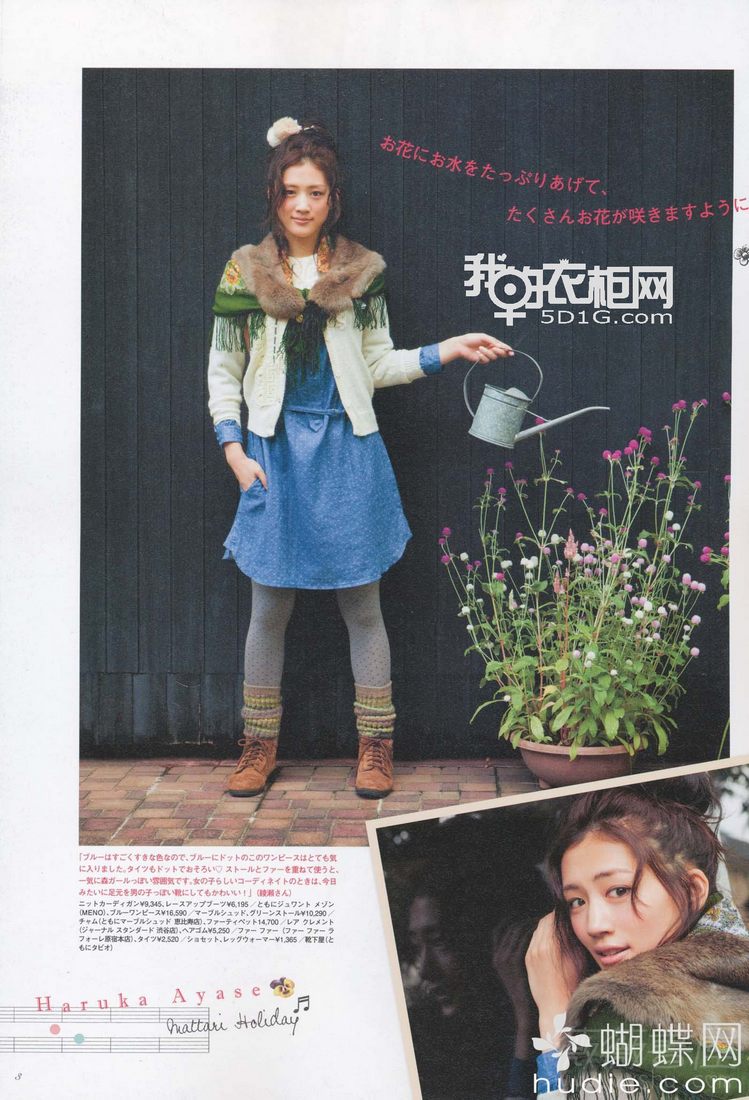 お花にお水をたっぷりあげて、
たくさんお花が咲きますように
我的衣柜网
5D1G.com
「ブルーはすごくすきな色なので、ブルーにドットのこのワンピースはとても気
に入りました。タイツもドットでおそろい♡ ストールとファーを重ねて使うと、
一気に森ガールっぽい雰囲気です。女の子らしいコーディネイトのときは、今日
みたいに足元を男の子っぽい靴にしてもかわいい！」（綾瀬さん）
ニットカーディガン¥9,345、レースアップブーツ¥6,195／ともにジュワント メゾン
（MENO）、ブルーワンピース¥16,590／マーブルシュッド、グリーンストール¥10,290／
チャム（ともにマーブルシュッド 恵比寿店）、ファーティペット14,700／レア クレメント
（ジャーナル スタンダード 渋谷店）、ヘアゴム¥5,250／ファー ファー（ファー ファー ラ
フォーレ原宿本店）、タイツ¥2,520／ショセット、レッグウォーマー¥1,365／靴下屋（と
もにタビオ）
Haruka Ayase
mattari Holiday
3
蝴蝶网
hudie.com